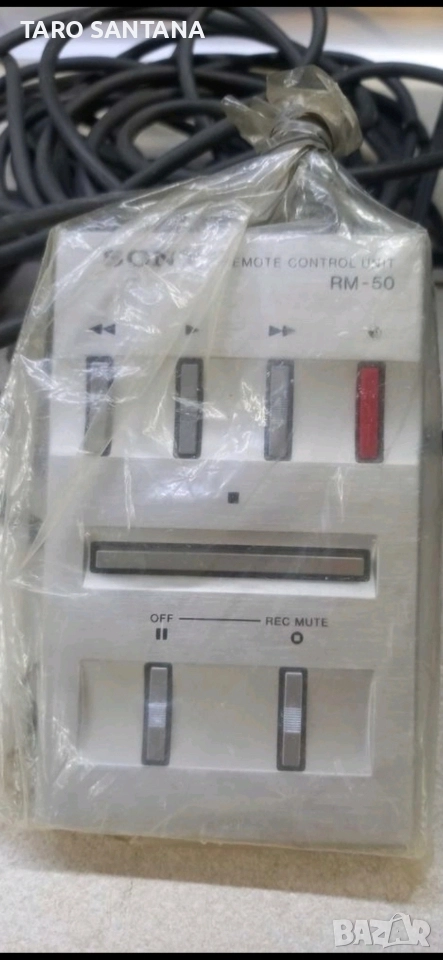 TARO SANTANA
SONY
REMOTE CONTROL UNIT
RM-50
OFF
REC MUTE
BAZAR